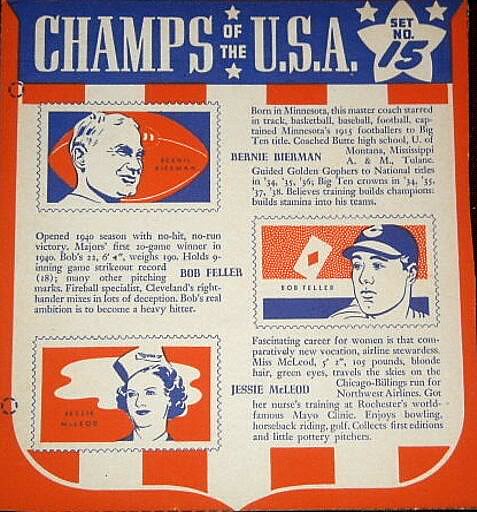 CHAMPS OF THE U.S.A.
SET NO. 15
Born in Minnesota, this master coach starred
in track, basketball, baseball, football, cap-
tained Minnesota's 1915 footballers to Big
Ten title. Coached Butte high school, U. of
Montana, Mississippi
BERNIE BIERMAN A. & M., Tulane.
Guided Golden Gophers to National titles
in '34, '35, '36; Big Ten crowns in '34, '35,
'37, '38. Believes training builds champions:
builds stamina into his teams.
BERNIE
BIERMAN
Opened 1940 season with no-hit, no-run
victory. Majors' first 20-game winner in
1940. Bob's 22, 6' 4", weighs 190. Holds 9-
inning game strikeout record
(18); many other pitching BOB FELLER
marks. Fireball specialist, Cleveland's right-
hander mixes in lots of deception. Bob's real
ambition is to become a heavy hitter.
BOB FELLER
Fascinating career for women is that com-
paratively new vocation, airline stewardess.
Miss McLeod, 5' 2", 105 pounds, blonde
hair, green eyes, travels the skies on the
Chicago-Billings run for
JESSIE McLEOD Northwest Airlines. Got
her nurse's training at Rochester's world-
famous Mayo Clinic. Enjoys bowling,
horseback riding, golf. Collects first editions
and little pottery pitchers.
JESSIE
McLEOD